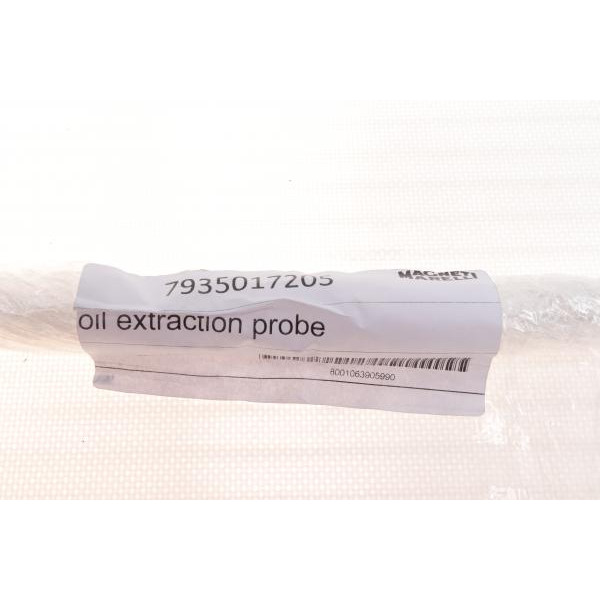 7935017205
MAGNETI
MARELLI
oil extraction probe
8001063905990